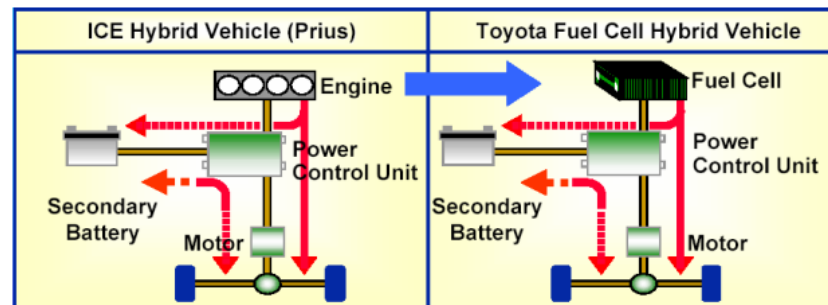 ICE Hybrid Vehicle (Prius)
Engine
Power
Control Unit
Secondary
Battery
Motor
Toyota Fuel Cell Hybrid Vehicle
Fuel Cell
Power
Control Unit
Secondary
Battery
Motor